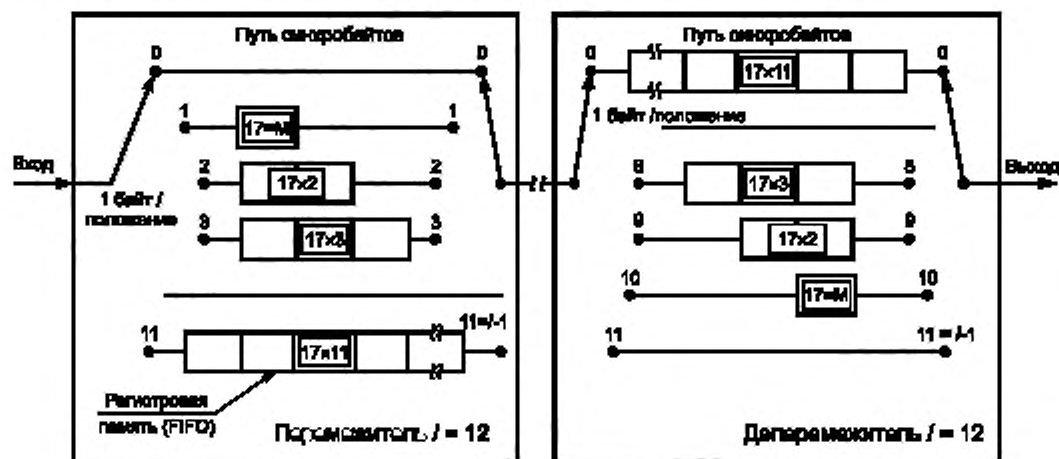 Путь синхробайтов
0 0
1 1
17=M
Вход
2 2
17×2
1 байт /
положение
3 3
17×3
11 11=/-1
17×11
Регистровая
память (FIFO)
Перемежитель I = 12
Путь синхробайтов
0 0
17×11
1 байт /положение
8 8
17×3
Выход
9 9
17×2
10 10
17=M
11 11 = /-1
Деперемежитель I = 12